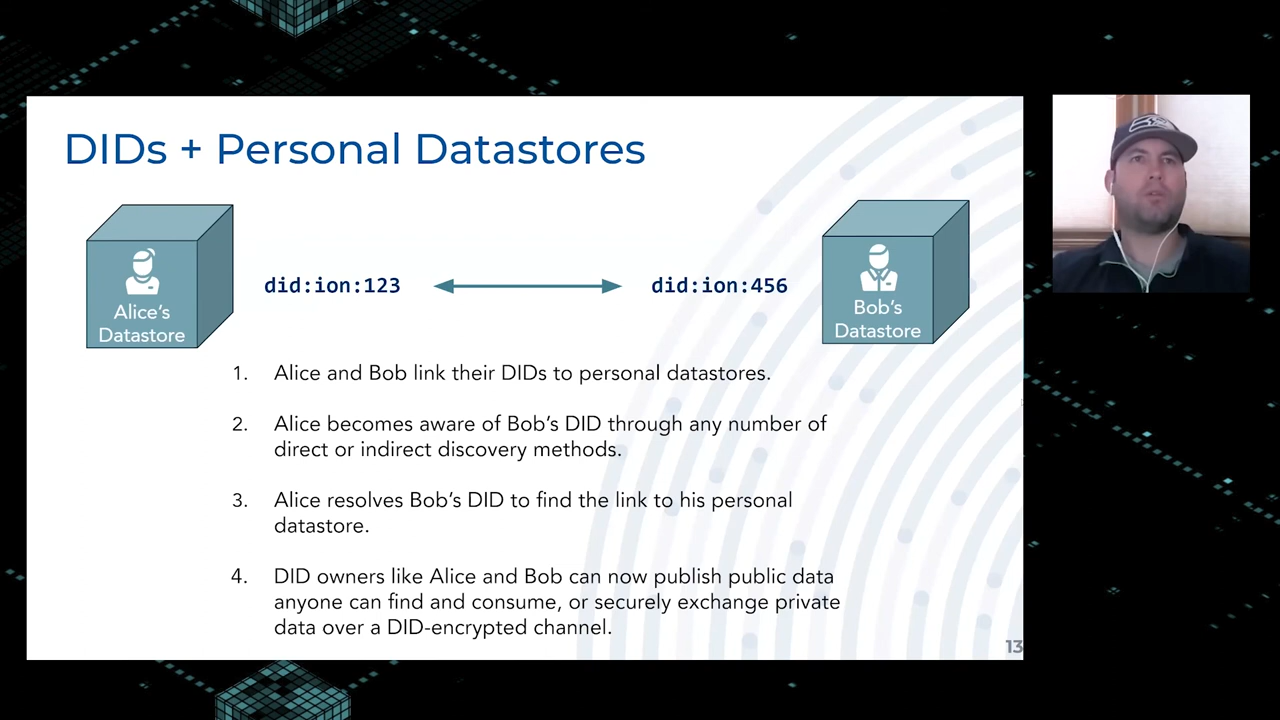 DIDs + Personal Datastores
Alice's
Datastore
did:ion:123
did:ion:456
Bob's
Datastore
1. Alice and Bob link their DIDs to personal datastores.
2. Alice becomes aware of Bob's DID through any number of
direct or indirect discovery methods.
3. Alice resolves Bob's DID to find the link to his personal
datastore.
4. DID owners like Alice and Bob can now publish public data
anyone can find and consume, or securely exchange private
data over a DID-encrypted channel.
13